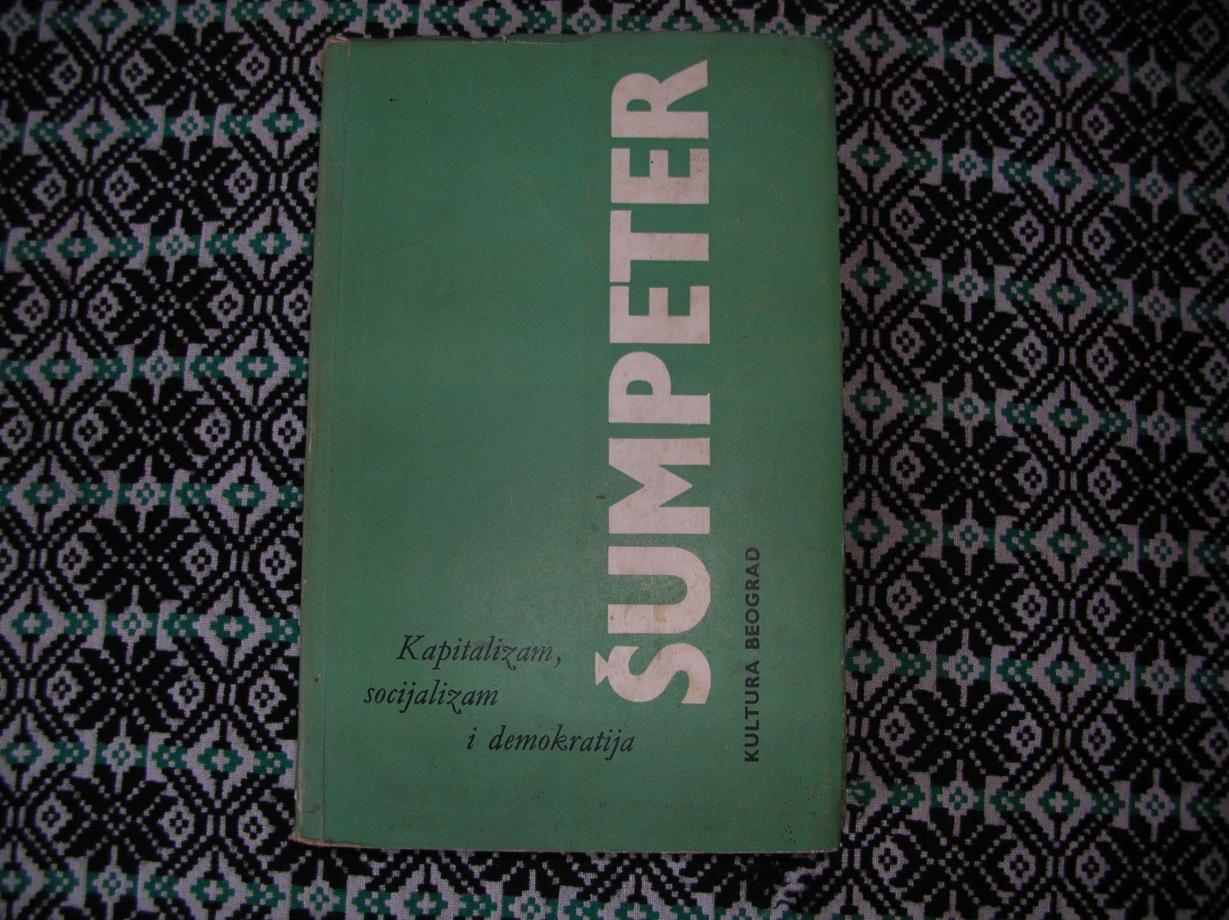 ŠUMPETER
Kapitalizam,
socijalizam
i demokratija
KULTURA BEOGRAD